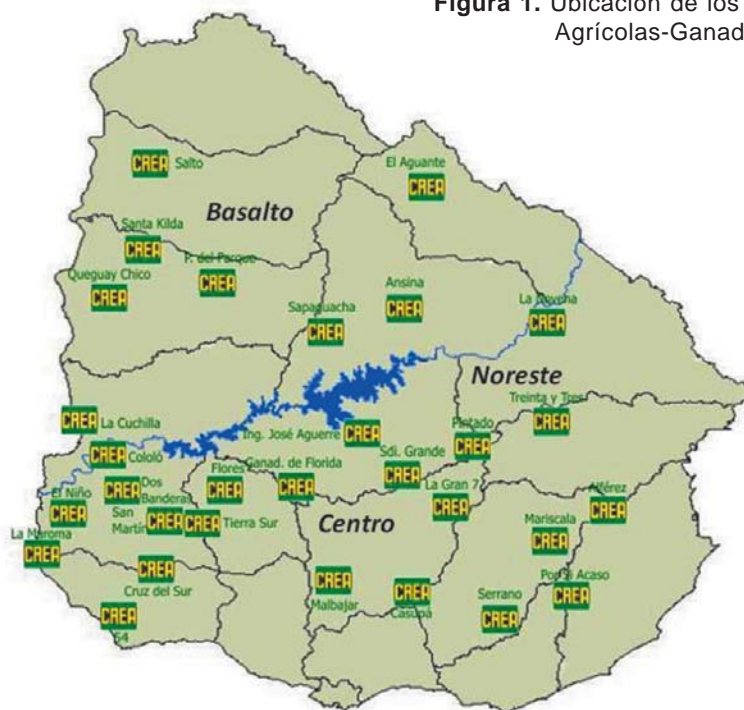 Figura 1. Ubicación de los
Agrícolas-Ganad
CREA Salto
El Aguante
CREA
Basalto
Santa Kilda
CREA
P. del Parque
CREA
Queguay Chico
CREA
Ansina
CREA
Sapaguacha
CREA
La Novena
CREA
Noreste
Treinta y Tres
CREA
CREA La Cuchilla
Ing. José Aguerre CREA
Pintado
CREA
CREA Cololó
Sdi. Grande
CREA
Ganad. de Florida
CREA
Flores
CREA
CREA Dos
Banderas
El Niño
CREA
La Gran 7
CREA
Alférez
CREA
San
Martín CREA
CREA Tierra Sur
Centro
Mariscala
CREA
La Maroma
CREA
CREA
Cruz del Sur
CREA
Malbajar
CREA
Casupá
Serrano
CREA
Por si Acaso
CREA
CREA
54